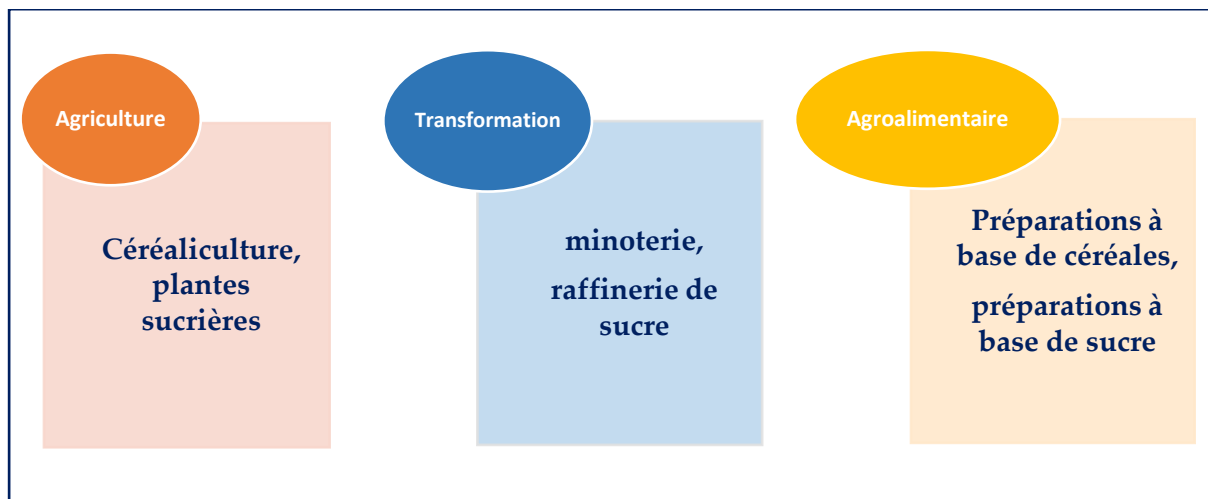 Agriculture
Céréaliculture,
plantes
sucrières
Transformation
minoterie,
raffinerie de
sucre
Agroalimentaire
Préparations à
base de céréales,
préparations à
base de sucre